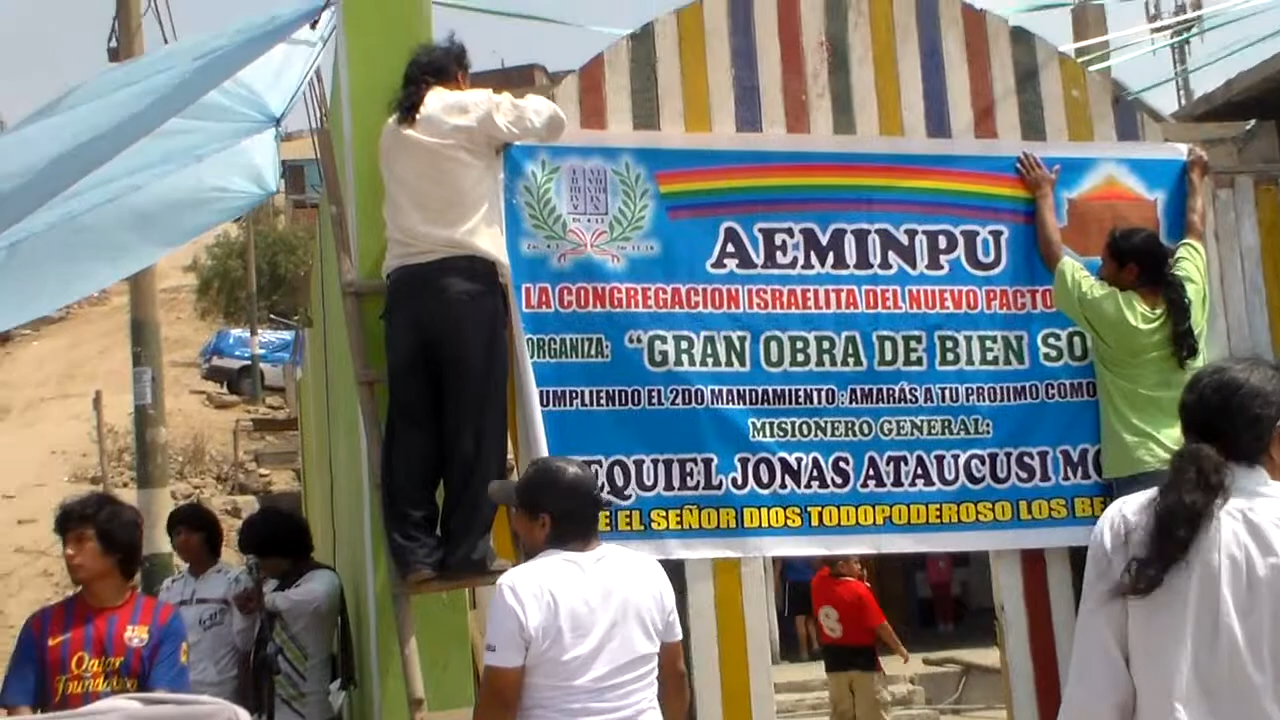 AEMINPU
LA CONGREGACION ISRAELITA DEL NUEVO PACTO
ORGANIZA: “GRAN OBRA DE BIEN SO
UMPLIENDO EL 2DO MANDAMIENTO : AMARÁS A TU PROJIMO COMO
MISIONERO GENERAL:
EQUIEL JONAS ATAUCUSI MO
E EL SEÑOR DIOS TODOPODEROSO LOS BE
Qatar
Foundation
8